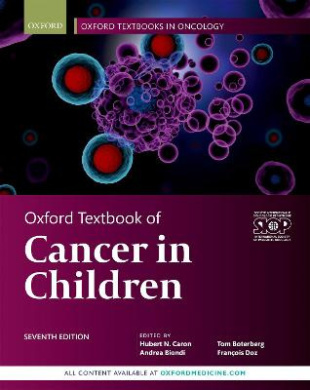 OXFORD
OXFORD TEXTBOOKS IN ONCOLOGY
Oxford Textbook of
Cancer in
Children
SEVENTH EDITION
EDITED BY
Hubert N. Caron
Andrea Biondi
Tom Boterberg
François Doz
ALL CONTENT AVAILABLE AT OXFORDMEDICINE.COM